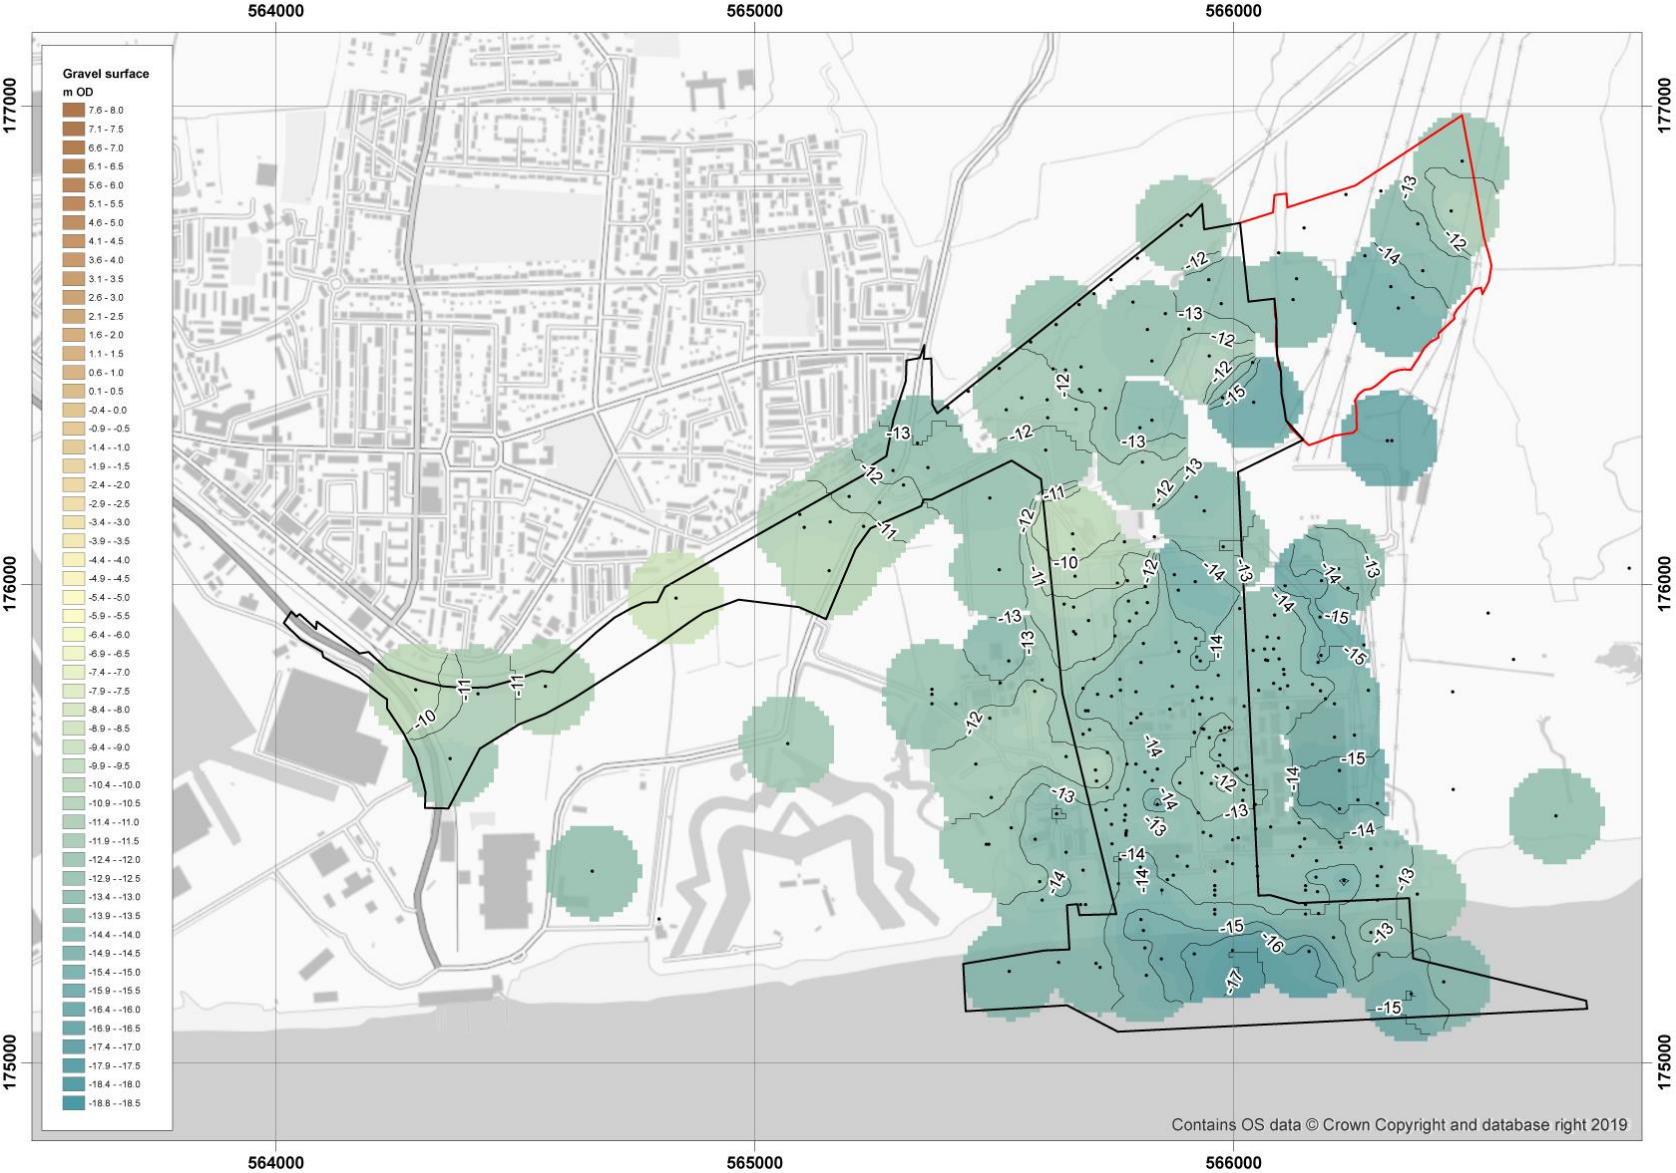 564000 565000 566000
177000 177000
Gravel surface
m OD
7.6 - 8.0
7.1 - 7.5
6.6 - 7.0
6.1 - 6.5
5.6 - 6.0
5.1 - 5.5
4.6 - 5.0
4.1 - 4.5
3.6 - 4.0
3.1 - 3.5
2.6 - 3.0
2.1 - 2.5
1.6 - 2.0
1.1 - 1.5
0.6 - 1.0
0.1 - 0.5
-0.4 - 0.0
-0.9 - -0.5
-1.4 - -1.0
-1.9 - -1.5
-2.4 - -2.0
-2.9 - -2.5
-3.4 - -3.0
-3.9 - -3.5
-4.4 - -4.0
-4.9 - -4.5
-5.4 - -5.0
-5.9 - -5.5
-6.4 - -6.0
-6.9 - -6.5
-7.4 - -7.0
-7.9 - -7.5
-8.4 - -8.0
-8.9 - -8.5
-9.4 - -9.0
-9.9 - -9.5
-10.4 - -10.0
-10.9 - -10.5
-11.4 - -11.0
-11.9 - -11.5
-12.4 - -12.0
-12.9 - -12.5
-13.4 - -13.0
-13.9 - -13.5
-14.4 - -14.0
-14.9 - -14.5
-15.4 - -15.0
-15.9 - -15.5
-16.4 - -16.0
-16.9 - -16.5
-17.4 - -17.0
-17.9 - -17.5
-18.4 - -18.0
-18.8 - -18.5
-13
-12
-14
-12
-13
-12
-12
-15
-12
-13
-12
-13
-12
-13
-12
-11
-12
-11
-10
-11
-12
-14
-13
-14
-13
-14
-15
-13
-13
-14
-15
-11
-11
-10
-12
-14
-15
-14
-12
-13
-14
-13
-13
-14
-14
-14
-14
-13
-15
-16
-13
-17
-15
176000 176000
175000 175000
Contains OS data © Crown Copyright and database right 2019
564000 565000 566000